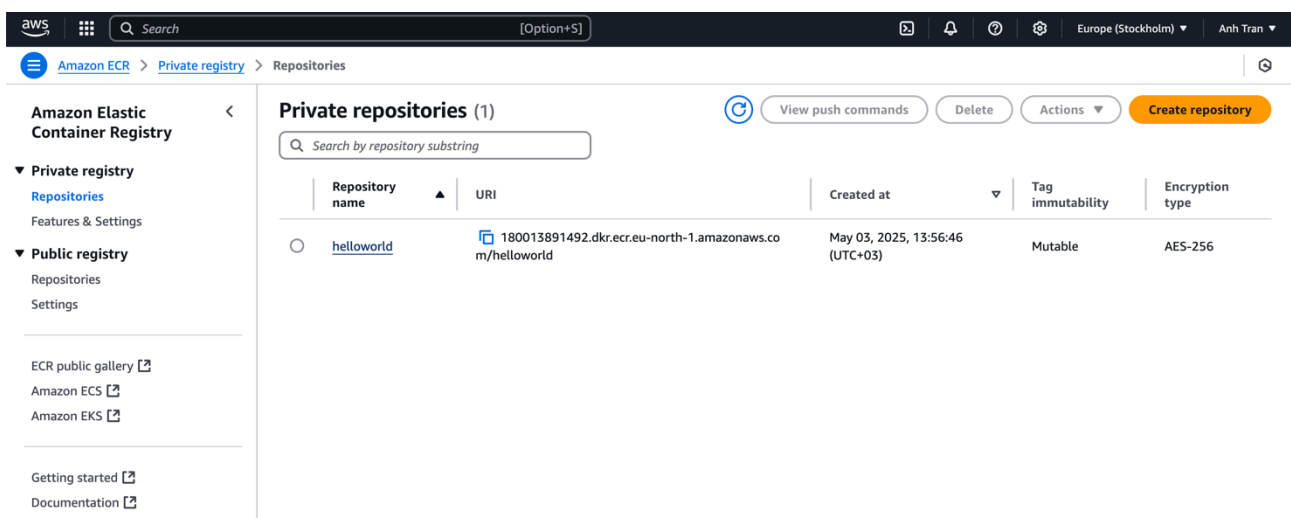 aws
Search
[Option+S]
Europe (Stockholm)
Anh Tran
Amazon ECR > Private registry > Repositories
Amazon Elastic
Container Registry
Private registry
Repositories
Features & Settings
Public registry
Repositories
Settings
ECR public gallery
Amazon ECS
Amazon EKS
Getting started
Documentation
Private repositories (1)
View push commands
Delete
Actions
Create repository
Search by repository substring
Repository
name
URI
Created at
Tag
immutability
Encryption
type
helloworld
180013891492.dkr.ecr.eu-north-1.amazonaws.co
m/helloworld
May 03, 2025, 13:56:46
(UTC+03)
Mutable
AES-256